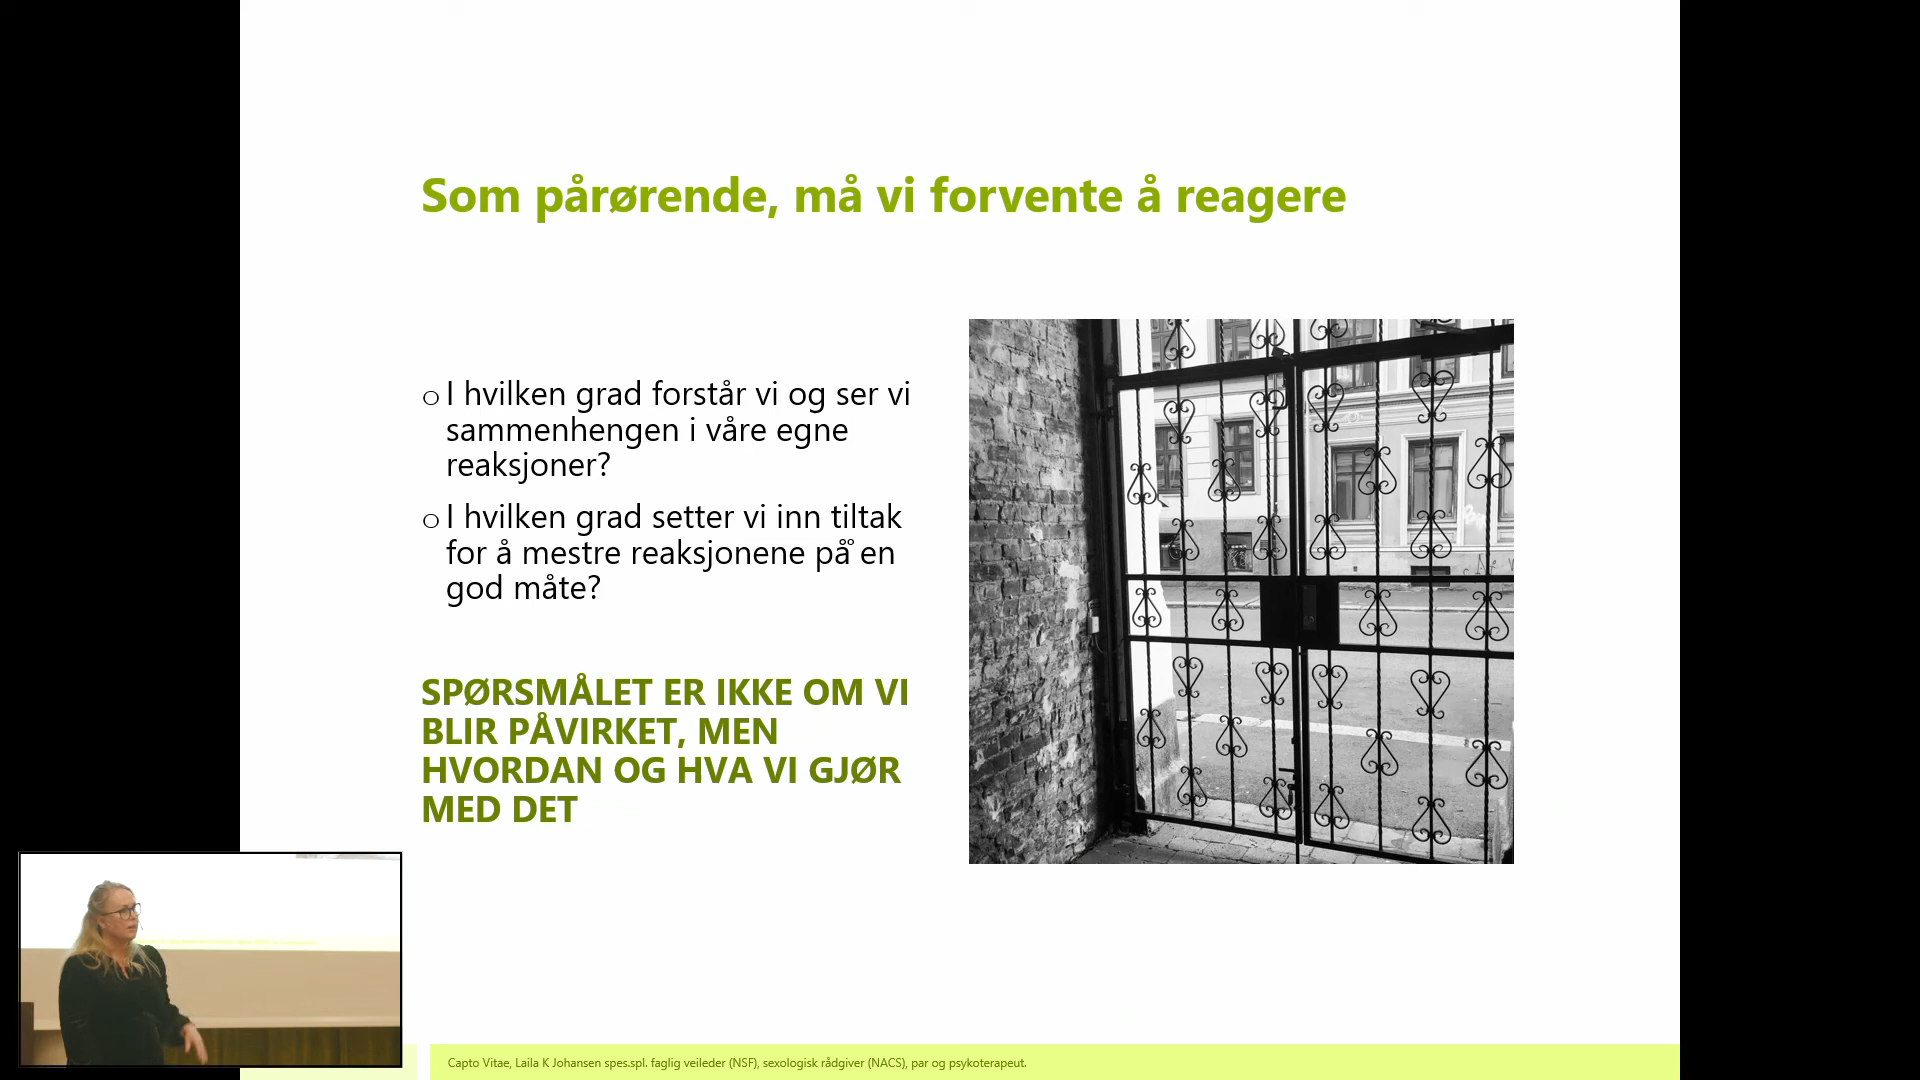 Som pårørende, må vi forvente å reagere
o I hvilken grad forstår vi og ser vi
sammenhengen i våre egne
reaksjoner?
o I hvilken grad setter vi inn tiltak
for å mestre reaksjonene på̊ en
god måte?
SPØRSMÅLET ER IKKE OM VI
BLIR PÅVIRKET, MEN
HVORDAN OG HVA VI GJØR
MED DET
Capto Vitae, Laila K Johansen spes.spl. faglig veileder (NSF), sexologisk rådgiver (NACS), par og psykoterapeut.